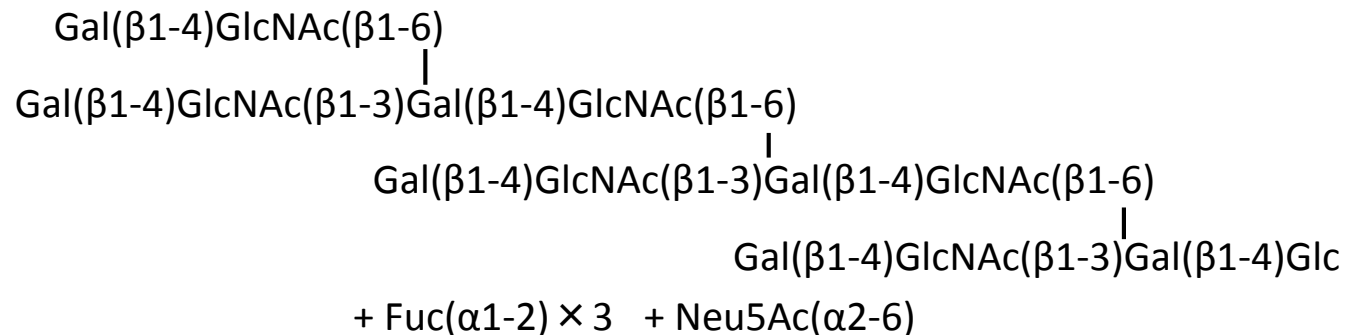 Gal(β1-4)GlcNAc(β1-6)
Gal(β1-4)GlcNAc(β1-3)Gal(β1-4)GlcNAc(β1-6)
Gal(β1-4)GlcNAc(β1-3)Gal(β1-4)GlcNAc(β1-6)
Gal(β1-4)GlcNAc(β1-3)Gal(β1-4)Glc
+ Fuc(α1-2) × 3 + Neu5Ac(α2-6)